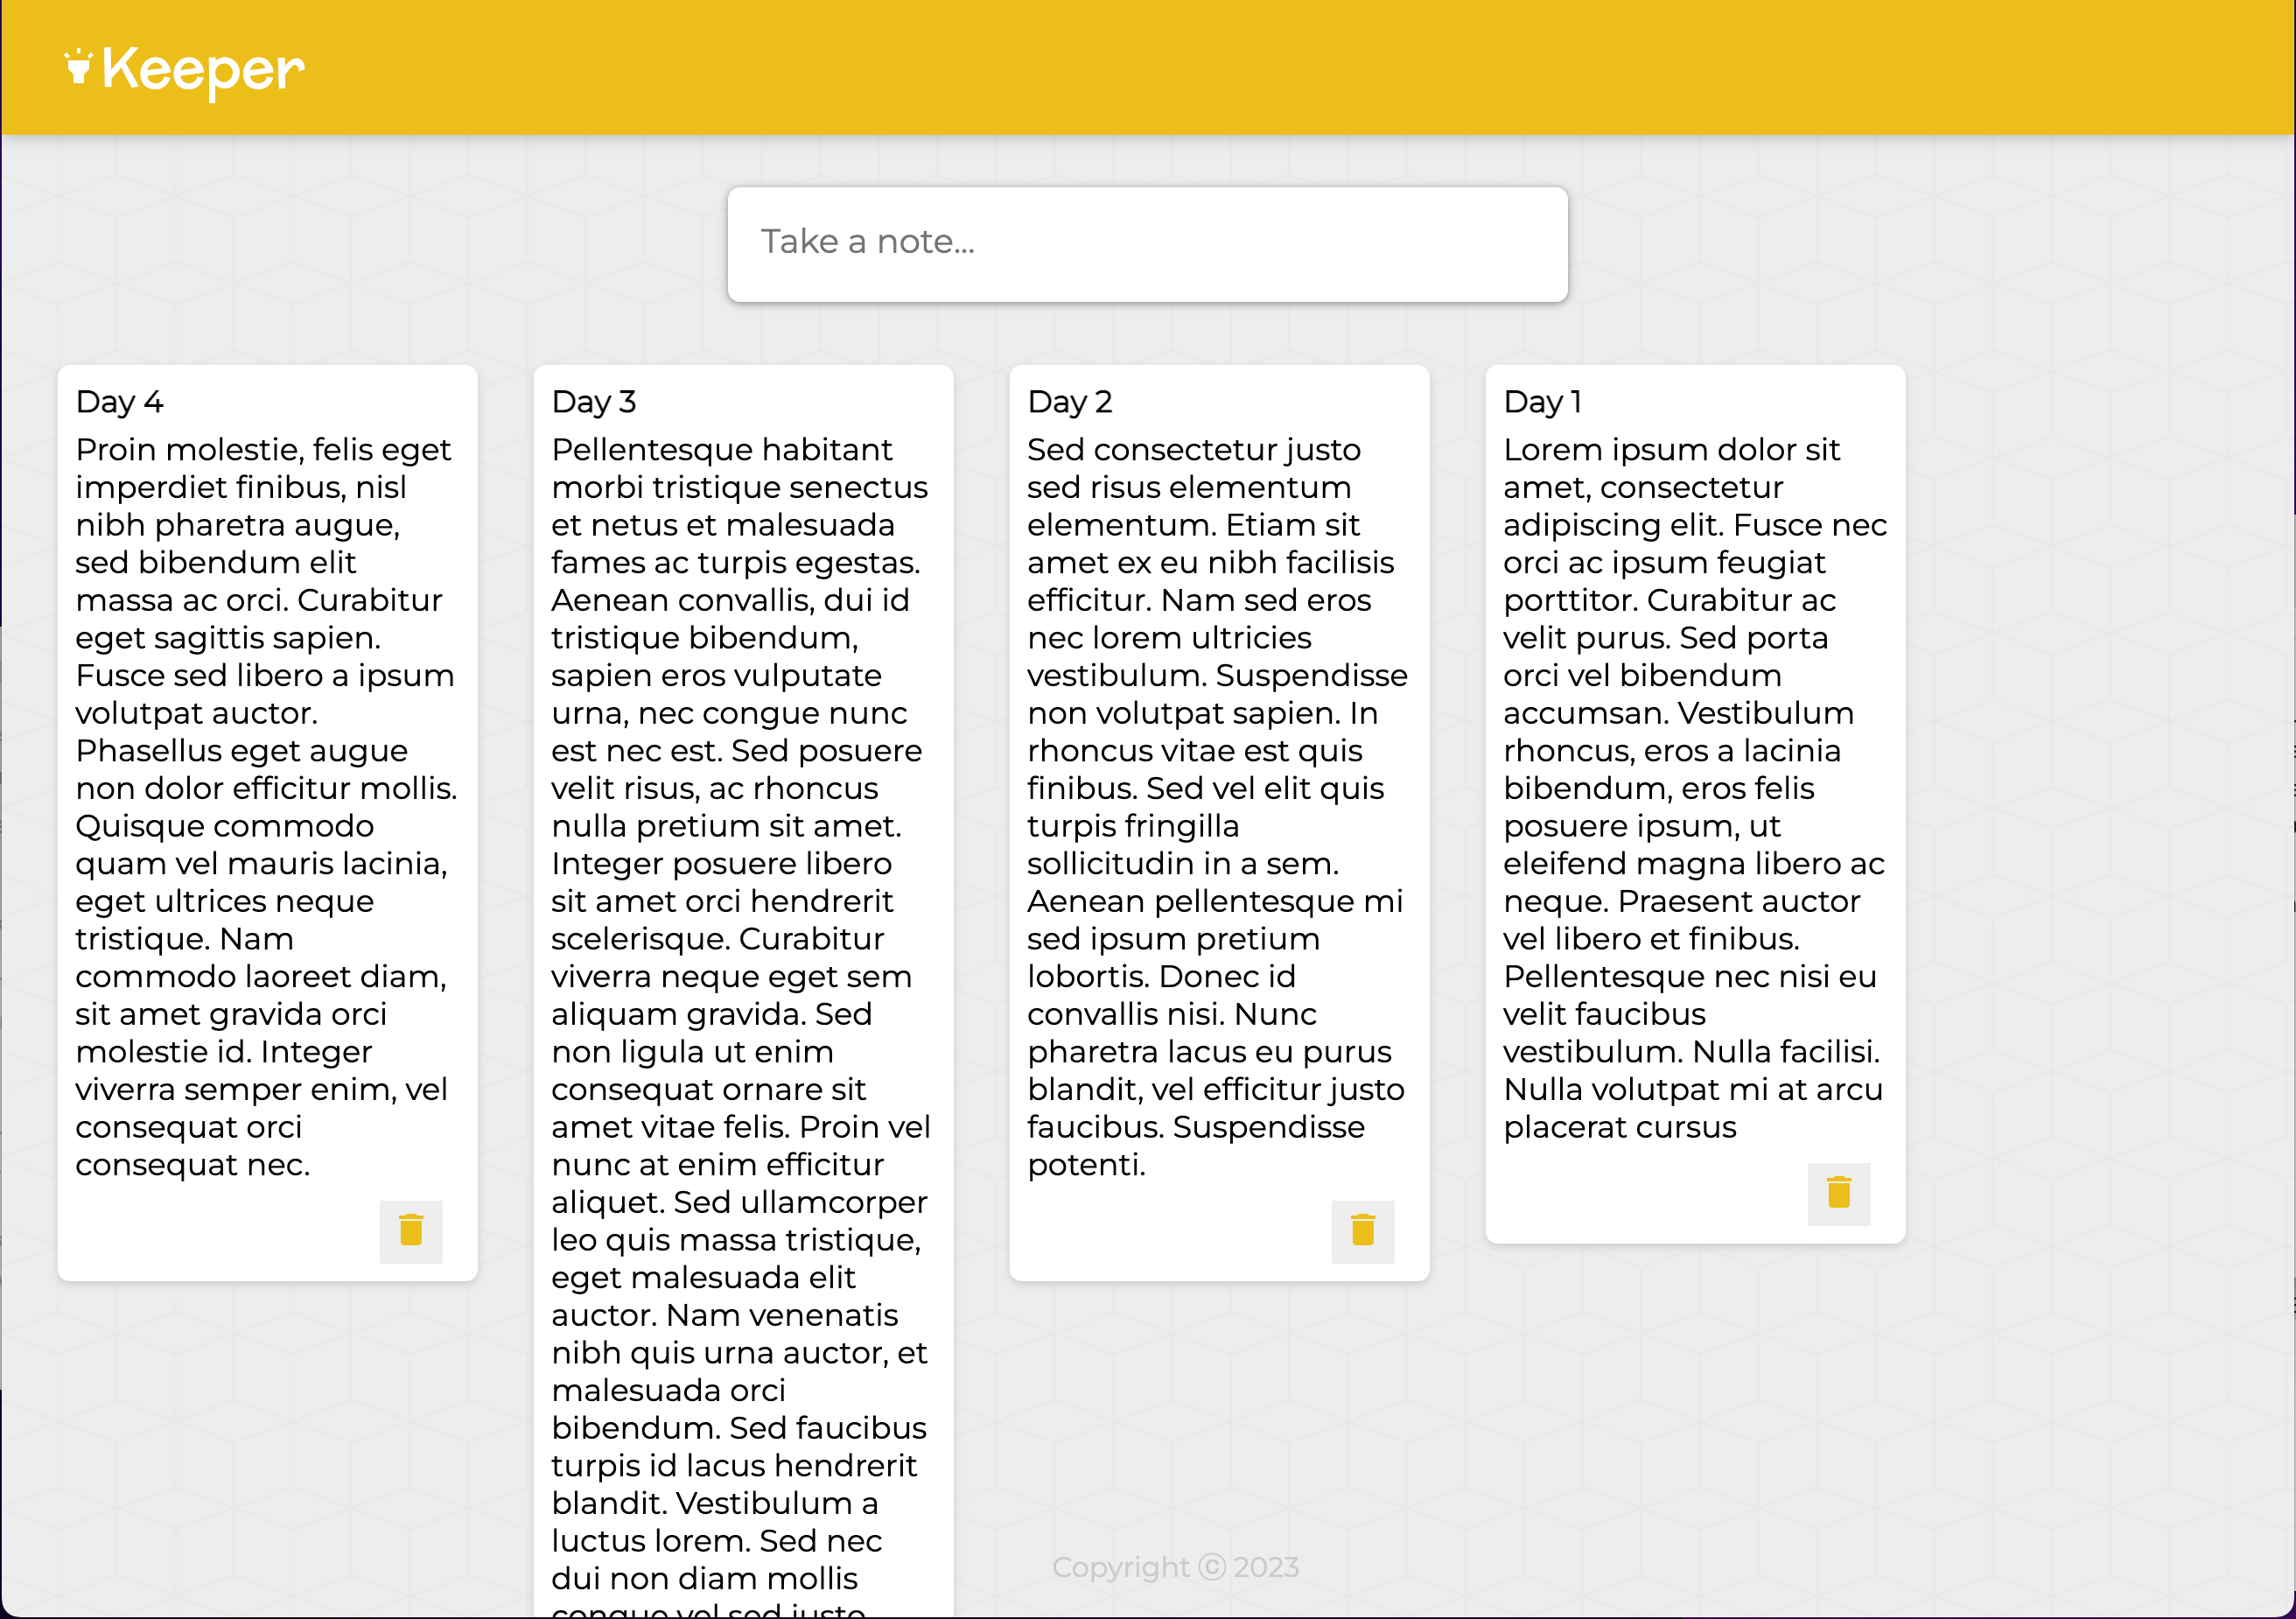 Keeper
Take a note...
Day 4
Proin molestie, felis eget
imperdiet finibus, nisl
nibh pharetra augue,
sed bibendum elit
massa ac orci. Curabitur
eget sagittis sapien.
Fusce sed libero a ipsum
volutpat auctor.
Phasellus eget augue
non dolor efficitur mollis.
Quisque commodo
quam vel mauris lacinia,
eget ultrices neque
tristique. Nam
commodo laoreet diam,
sit amet gravida orci
molestie id. Integer
viverra semper enim, vel
consequat orci
consequat nec.
Day 3
Pellentesque habitant
morbi tristique senectus
et netus et malesuada
fames ac turpis egestas.
Aenean convallis, dui id
tristique bibendum,
sapien eros vulputate
urna, nec congue nunc
est nec est. Sed posuere
velit risus, ac rhoncus
nulla pretium sit amet.
Integer posuere libero
sit amet orci hendrerit
scelerisque. Curabitur
viverra neque eget sem
aliquam gravida. Sed
non ligula ut enim
consequat ornare sit
amet vitae felis. Proin vel
nunc at enim efficitur
aliquet. Sed ullamcorper
leo quis massa tristique,
eget malesuada elit
auctor. Nam venenatis
nibh quis urna auctor, et
malesuada orci
bibendum. Sed faucibus
turpis id lacus hendrerit
blandit. Vestibulum a
luctus lorem. Sed nec
dui non diam mollis
congue vel sed justo
Day 2
Sed consectetur justo
sed risus elementum
elementum. Etiam sit
amet ex eu nibh facilisis
efficitur. Nam sed eros
nec lorem ultricies
vestibulum. Suspendisse
non volutpat sapien. In
rhoncus vitae est quis
finibus. Sed vel elit quis
turpis fringilla
sollicitudin in a sem.
Aenean pellentesque mi
sed ipsum pretium
lobortis. Donec id
convallis nisi. Nunc
pharetra lacus eu purus
blandit, vel efficitur justo
faucibus. Suspendisse
potenti.
Day 1
Lorem ipsum dolor sit
amet, consectetur
adipiscing elit. Fusce nec
orci ac ipsum feugiat
porttitor. Curabitur ac
velit purus. Sed porta
orci vel bibendum
accumsan. Vestibulum
rhoncus, eros a lacinia
bibendum, eros felis
posuere ipsum, ut
eleifend magna libero ac
neque. Praesent auctor
vel libero et finibus.
Pellentesque nec nisi eu
velit faucibus
vestibulum. Nulla facilisi.
Nulla volutpat mi at arcu
placerat cursus
Copyright ⓒ 2023